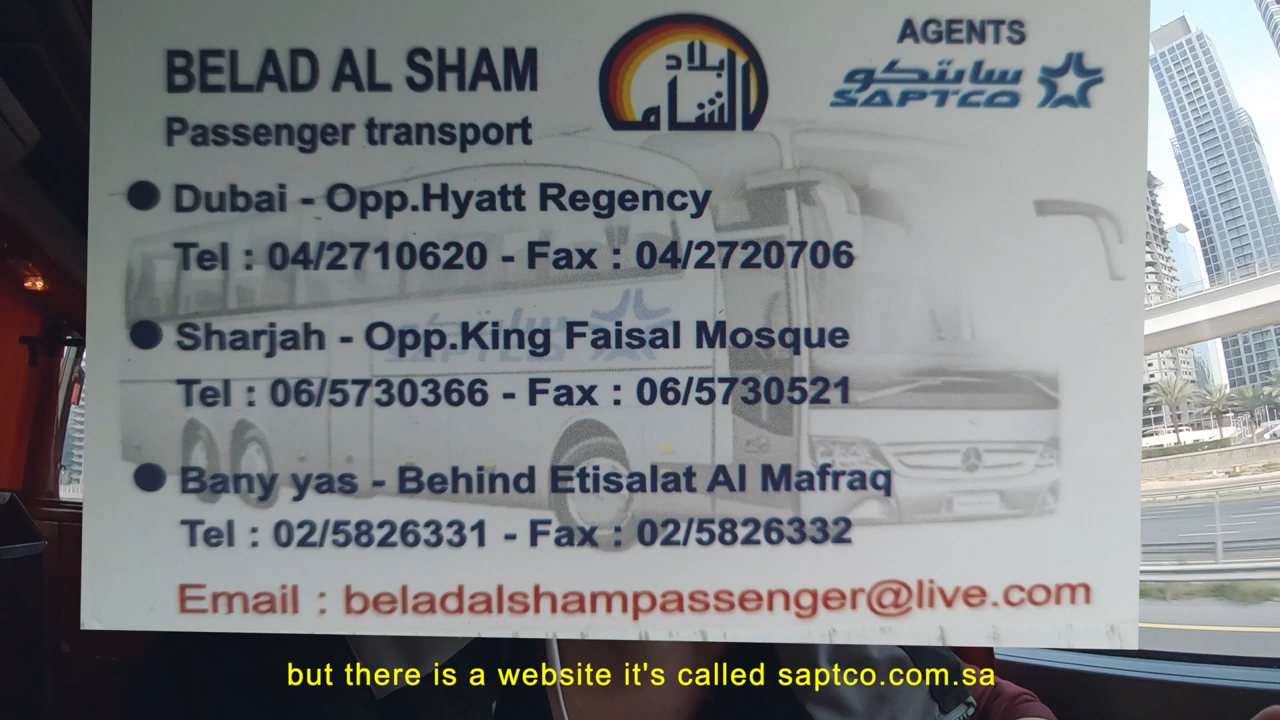 BELAD AL SHAM
Passenger transport
بلاد
الشام
AGENTS
سابتكو
SAPTCO
Dubai - Opp.Hyatt Regency
Tel : 04/2710620 - Fax : 04/2720706
Sharjah - Opp.King Faisal Mosque
Tel : 06/5730366 - Fax : 06/5730521
Bany yas - Behind Etisalat Al Mafraq
Tel : 02/5826331 - Fax : 02/5826332
Email : beladalshampassenger@live.com
سابتكو
SAPTCO
but there is a website it's called saptco.com.sa